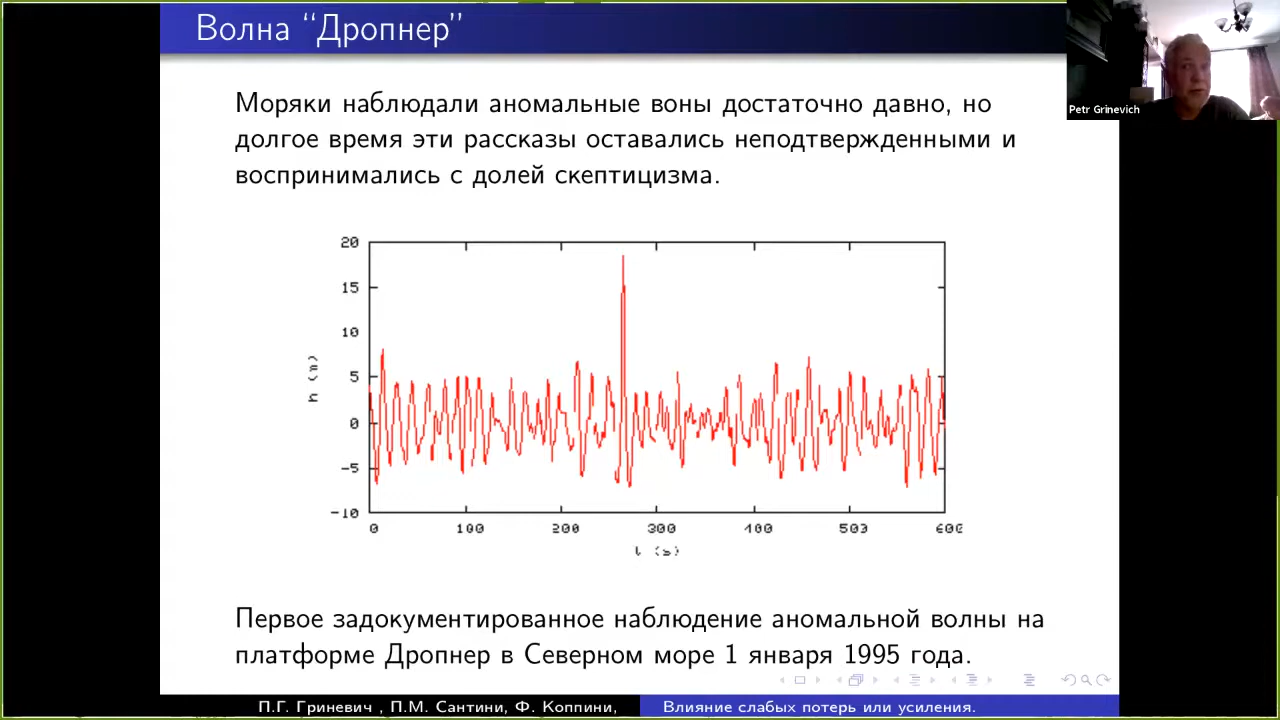 Волна “Дропнер”
Petr Grinevich
Моряки наблюдали аномальные воны достаточно давно, но
долгое время эти рассказы оставались неподтвержденными и
воспринимались с долей скептицизма.
20
15
10
5
0
-5
-10
h (m)
0 100 200 300 400 500 600
t (s)
Первое задокументированное наблюдение аномальной волны на
платформе Дропнер в Северном море 1 января 1995 года.
П.Г. Гриневич , П.М. Сантини, Ф. Коппини,
Влияние слабых потерь или усиления.